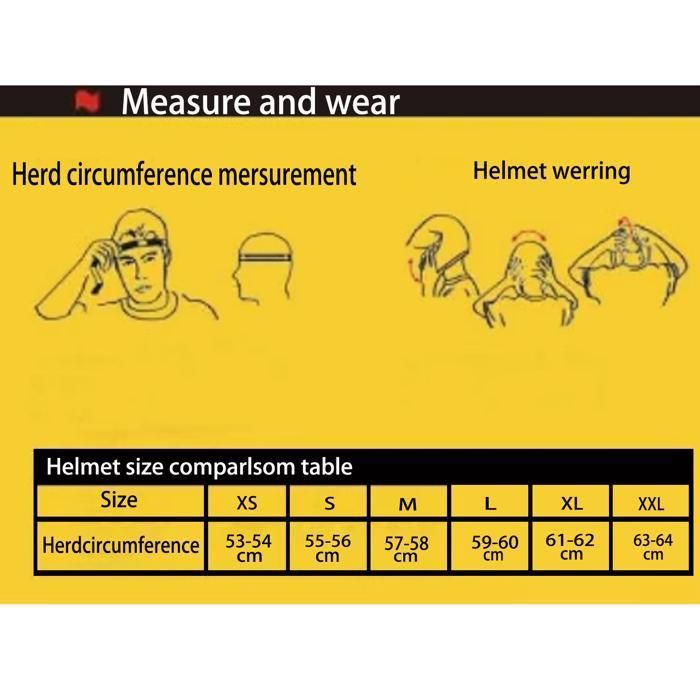 Measure and wear
Herd circumference mersurement
Helmet werring
Helmet size comparlsom table
Size XS S M L XL XXL
Herdcircumference 53-54 cm 55-56 cm 57-58 cm 59-60 cm 61-62 cm 63-64 cm